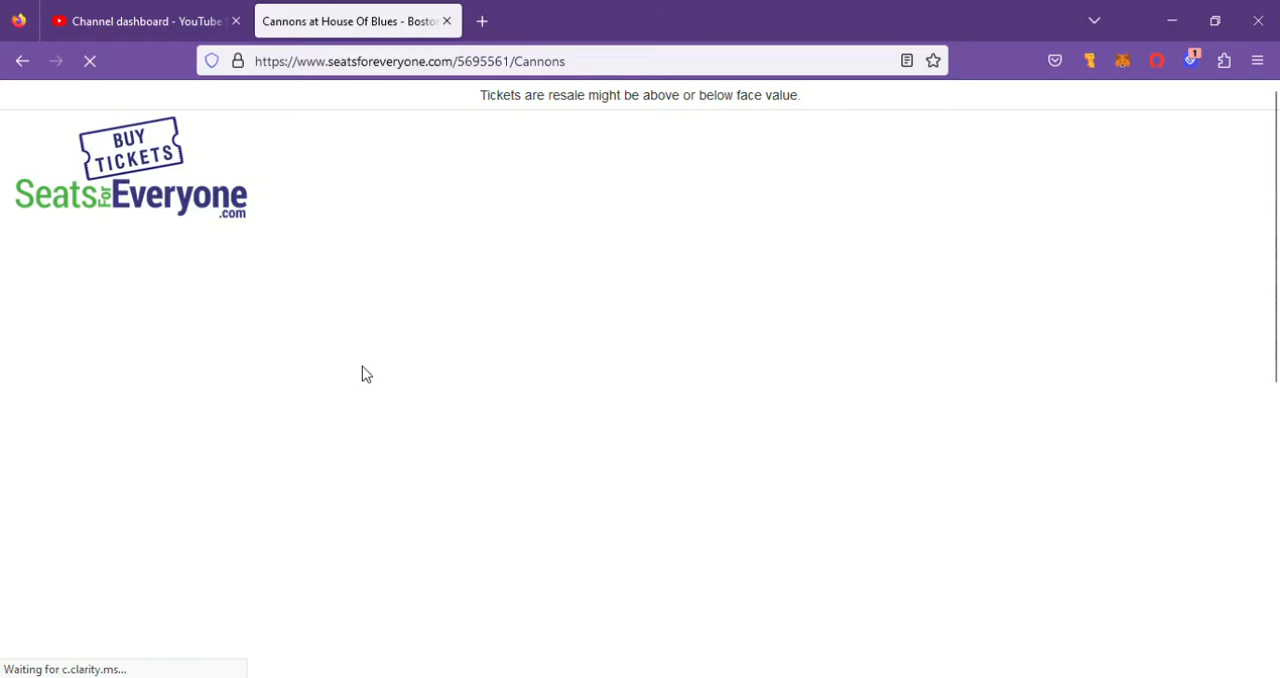 Channel dashboard - YouTube
Cannons at House Of Blues - Bosto
https://www.seatsforeveryone.com/5695561/Cannons
1
Tickets are resale might be above or below face value.
BUY
TICKETS
SeatsForEveryone
.com
Waiting for c.clarity.ms...